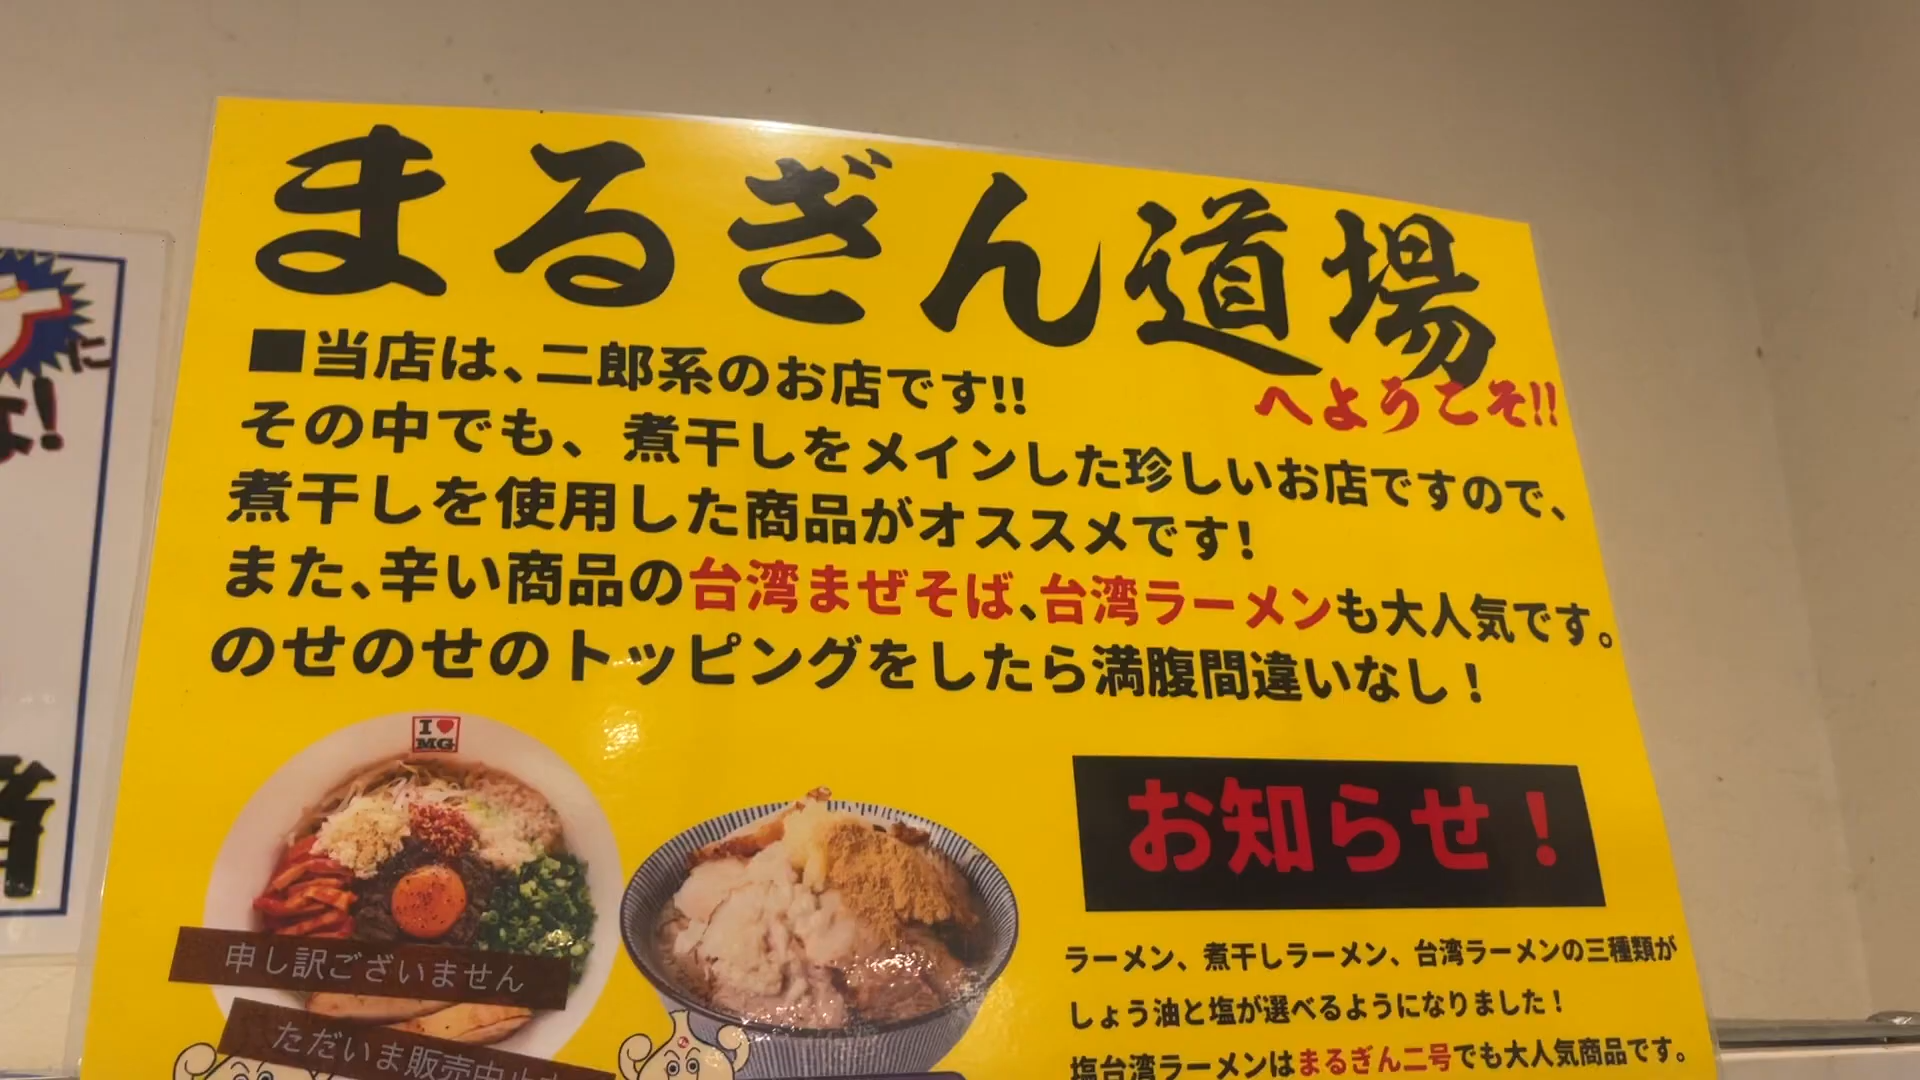 まるぎん道場
へようこそ!!
■当店は、二郎系のお店です!!
その中でも、煮干しをメインした珍しいお店ですので、
煮干しを使用した商品がオススメです!
また、辛い商品の台湾まぜそば、台湾ラーメンも大人気です。
のせのせのトッピングをしたら満腹間違いなし!
I ♥
MG
申し訳ございません
ただいま販売中止
お知らせ!
ラーメン、煮干しラーメン、台湾ラーメンの三種類が
しょう油と塩が選べるようになりました!
塩台湾ラーメンはまるぎん二号でも大人気商品です。
に
!